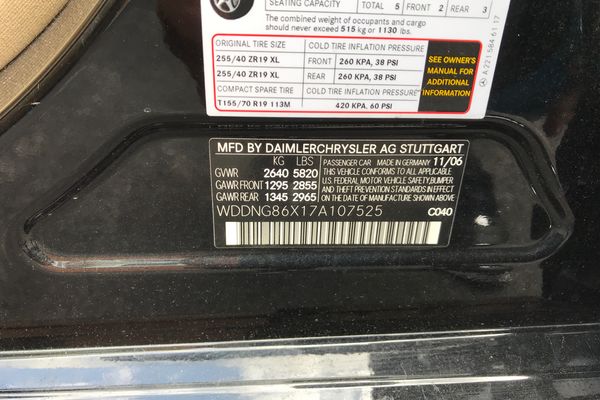 SEATING CAPACITY TOTAL 5 FRONT 2 REAR 3
The combined weight of occupants and cargo
should never exceed 515 kg or 1130 lbs.
ORIGINAL TIRE SIZE COLD TIRE INFLATION PRESSURE
255/40 ZR19 XL FRONT 260 KPA, 38 PSI
255/40 ZR19 XL REAR 260 KPA, 38 PSI
COMPACT SPARE TIRE COLD TIRE INFLATION PRESSURE
T155/70 R19 113M 420 KPA, 60 PSI
SEE OWNER'S
MANUAL FOR
ADDITIONAL
INFORMATION
A 221 584 61 17
MFD BY DAIMLERCHRYSLER AG STUTTGART
KG LBS PASSENGER CAR MADE IN GERMANY 11/06
GVWR 2640 5820 THIS VEHICLE CONFORMS TO ALL APPLICABLE
GAWR FRONT 1295 2855 U.S. FEDERAL MOTOR VEHICLE SAFETY, BUMPER
GAWR REAR 1345 2965 AND THEFT PREVENTION STANDARDS IN EFFECT
ON THE DATE OF MANUFACTURE SHOWN ABOVE
WDDNG86X17A107525 C040